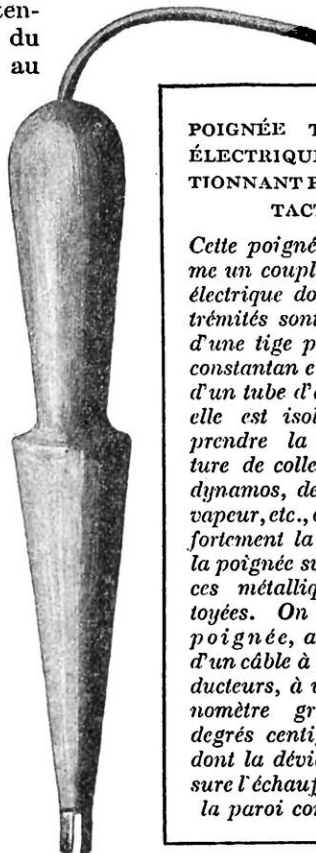 ten-
du
au
POIGNÉE T
ÉLECTRIQUE
TIONNANT P
TACT
Cette poigné
me un coupl
électrique do
trémités sont
d'une tige p
constantan e
d'un tube d'
elle est isol
prendre la
ture de colle
dynamos, de
vapeur, etc.,
fortement la
la poignée su
ces métalliq
toyées. On
poignée, a
d'un câble à
ducteurs, à
nomètre gr
degrés centi
dont la dévi
sure l'échauf
la paroi con